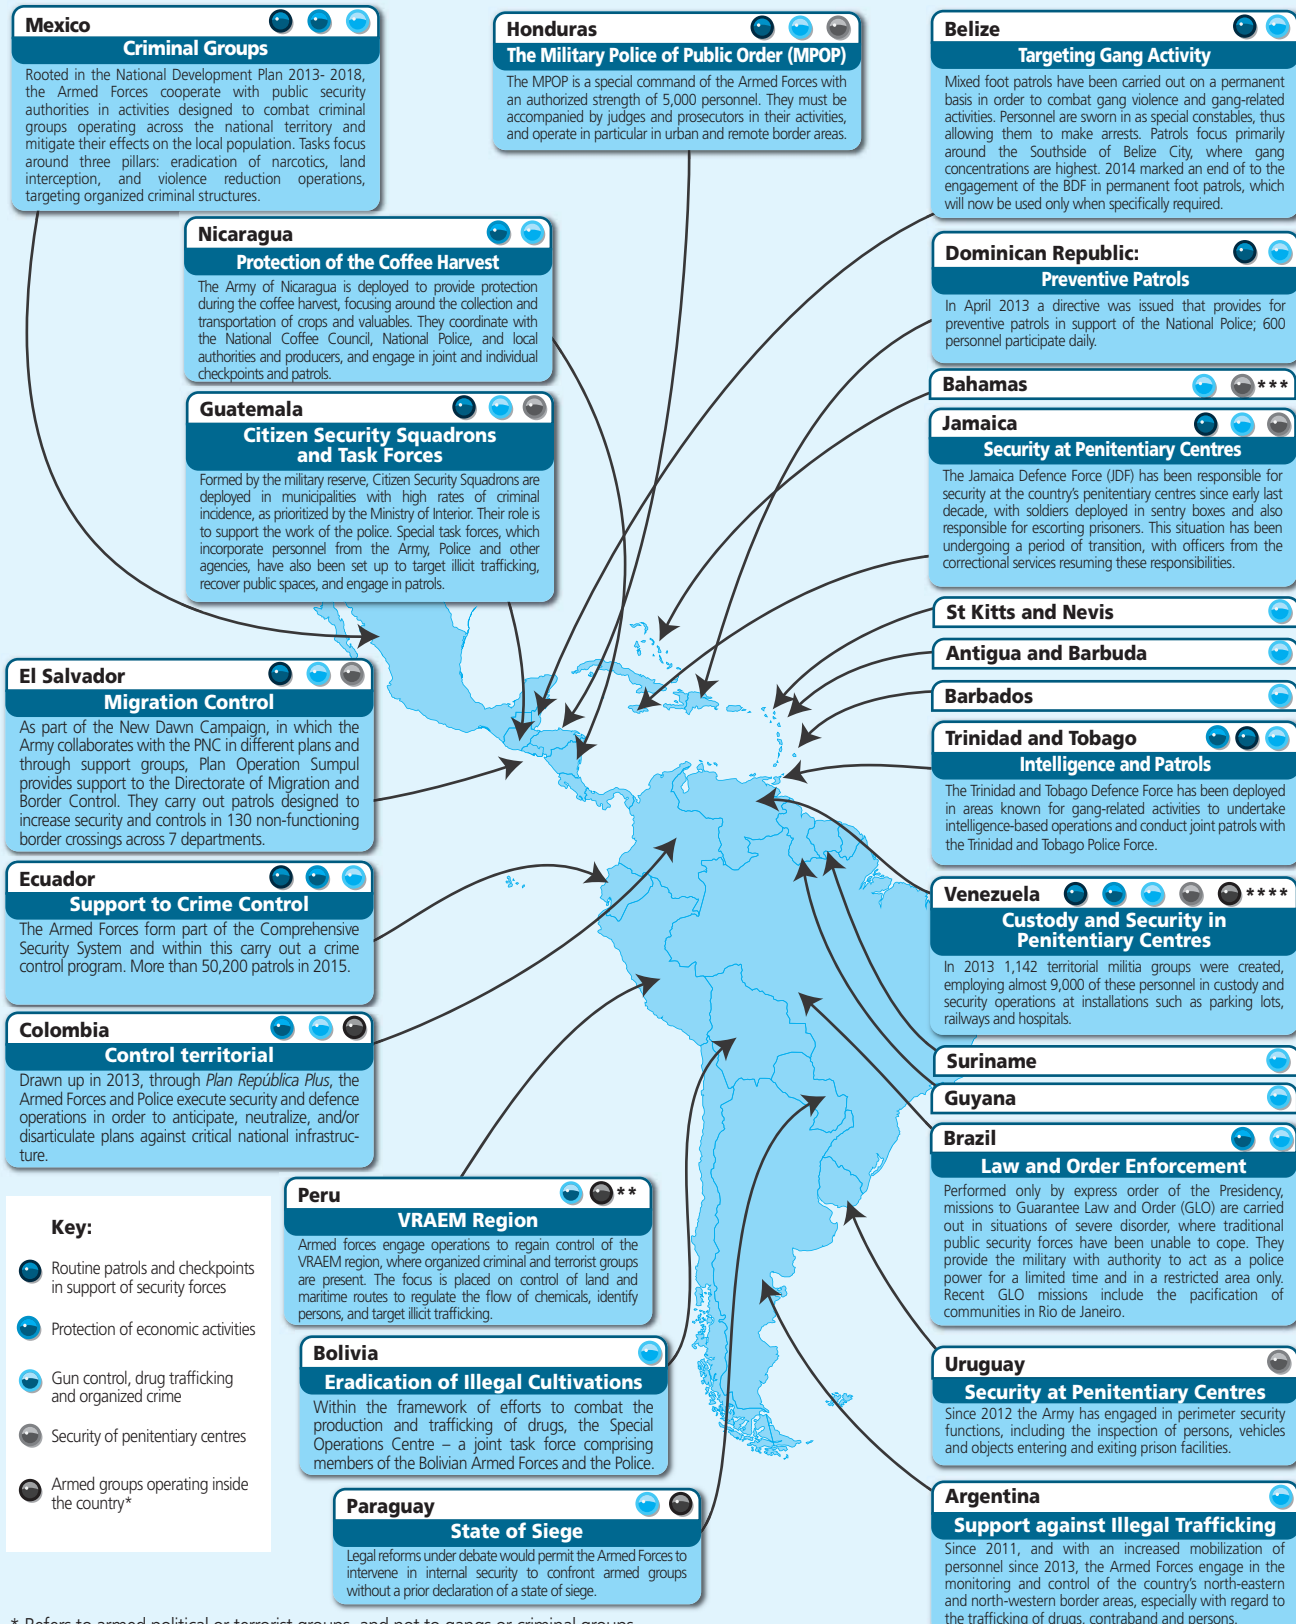 Mexico
Criminal Groups
Rooted in the National Development Plan 2013- 2018,
the Armed Forces cooperate with public security
authorities in activities designed to combat criminal
groups operating across the national territory and
mitigate their effects on the local population. Tasks focus
around three pillars: eradication of narcotics, land
interception, and violence reduction operations,
targeting organized criminal structures.
Honduras
The Military Police of Public Order (MPOP)
The MPOP is a special command of the Armed Forces with
an authorized strength of 5,000 personnel. They must be
accompanied by judges and prosecutors in their activities,
and operate in particular in urban and remote border areas.
Belize
Targeting Gang Activity
Mixed foot patrols have been carried out on a permanent
basis in order to combat gang violence and gang-related
activities. Personnel are sworn in as special constables, thus
allowing them to make arrests. Patrols focus primarily
around the Southside of Belize City, where gang
concentrations are highest. 2014 marked an end of to the
engagement of the BDF in permanent foot patrols, which
will now be used only when specifically required.
Nicaragua
Protection of the Coffee Harvest
The Army of Nicaragua is deployed to provide protection
during the coffee harvest, focusing around the collection and
transportation of crops and valuables. They coordinate with
the National Coffee Council, National Police, and local
authorities and producers, and engage in joint and individual
checkpoints and patrols.
Dominican Republic:
Preventive Patrols
In April 2013 a directive was issued that provides for
preventive patrols in support of the National Police; 600
personnel participate daily.
Bahamas
***
Guatemala
Citizen Security Squadrons
and Task Forces
Formed by the military reserve, Citizen Security Squadrons are
deployed in municipalities with high rates of criminal
incidence, as prioritized by the Ministry of Interior. Their role is
to support the work of the police. Special task forces, which
incorporate personnel from the Army, Police and other
agencies, have also been set up to target illicit trafficking,
recover public spaces, and engage in patrols.
Jamaica
Security at Penitentiary Centres
The Jamaica Defence Force (JDF) has been responsible for
security at the country's penitentiary centres since early last
decade, with soldiers deployed in sentry boxes and also
responsible for escorting prisoners. This situation has been
undergoing a period of transition, with officers from the
correctional services resuming these responsibilities.
St Kitts and Nevis
Antigua and Barbuda
Barbados
El Salvador
Migration Control
As part of the New Dawn Campaign, in which the
Army collaborates with the PNC in different plans and
through support groups, Plan Operation Sumpul
provides support to the Directorate of Migration and
Border Control. They carry out patrols designed to
increase security and controls in 130 non-functioning
border crossings across 7 departments.
Trinidad and Tobago
Intelligence and Patrols
The Trinidad and Tobago Defence Force has been deployed
in areas known for gang-related activities to undertake
intelligence-based operations and conduct joint patrols with
the Trinidad and Tobago Police Force.
Ecuador
Support to Crime Control
The Armed Forces form part of the Comprehensive
Security System and within this carry out a crime
control program. More than 50,200 patrols in 2015.
Venezuela
****
Custody and Security in
Penitentiary Centres
In 2013 1,142 territorial militia groups were created,
employing almost 9,000 of these personnel in custody and
security operations at installations such as parking lots,
railways and hospitals.
Colombia
Control territorial
Drawn up in 2013, through Plan República Plus, the
Armed Forces and Police execute security and defence
operations in order to anticipate, neutralize, and/or
disarticulate plans against critical national infrastruc-
ture.
Suriname
Guyana
Brazil
Law and Order Enforcement
Performed only by express order of the Presidency,
missions to Guarantee Law and Order (GLO) are carried
out in situations of severe disorder, where traditional
public security forces have been unable to cope. They
provide the military with authority to act as a police
power for a limited time and in a restricted area only.
Recent GLO missions include the pacification of
communities in Rio de Janeiro.
Peru
**
VRAEM Region
Armed forces engage operations to regain control of the
VRAEM region, where organized criminal and terrorist groups
are present. The focus is placed on control of land and
maritime routes to regulate the flow of chemicals, identify
persons, and target illicit trafficking.
Key:
Routine patrols and checkpoints
in support of security forces
Protection of economic activities
Gun control, drug trafficking
and organized crime
Security of penitentiary centres
Armed groups operating inside
the country*
Bolivia
Eradication of Illegal Cultivations
Within the framework of efforts to combat the
production and trafficking of drugs, the Special
Operations Centre – a joint task force comprising
members of the Bolivian Armed Forces and the Police.
Uruguay
Security at Penitentiary Centres
Since 2012 the Army has engaged in perimeter security
functions, including the inspection of persons, vehicles
and objects entering and exiting prison facilities.
Paraguay
State of Siege
Legal reforms under debate would permit the Armed Forces to
intervene in internal security to confront armed groups
without a prior declaration of a state of siege.
Argentina
Support against Illegal Trafficking
Since 2011, and with an increased mobilization of
personnel since 2013, the Armed Forces engage in the
monitoring and control of the country's north-eastern
and north-western border areas, especially with regard to
the trafficking of drugs, contraband and persons.
* Refers to armed political or terrorist groups, and not to gangs or criminal groups